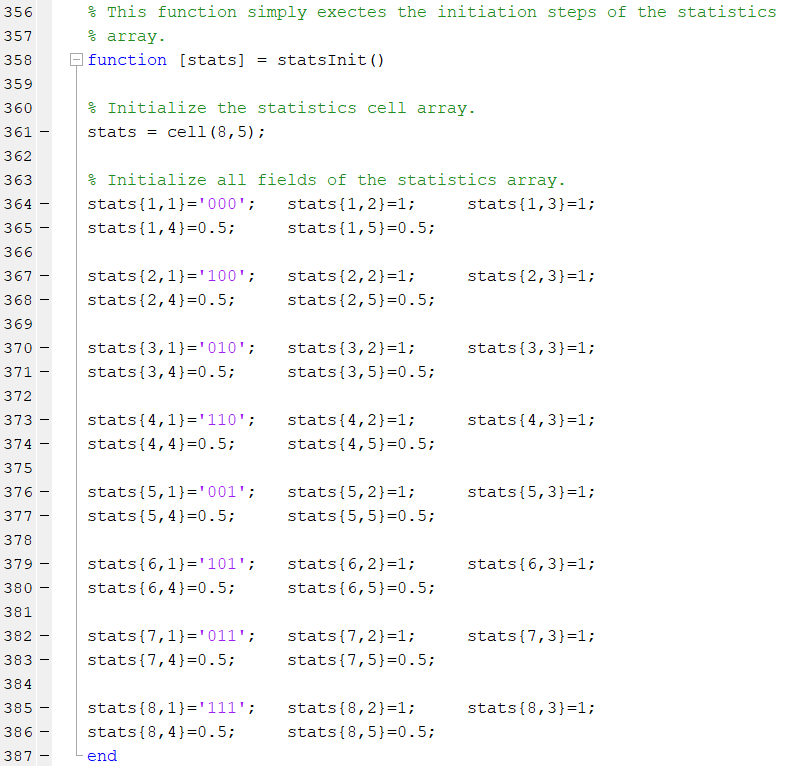 356 % This function simply exectes the initiation steps of the statistics
357 % array.
358 function [stats] = statsInit()
359
360 % Initialize the statistics cell array.
361 stats = cell(8,5);
362
363 % Initialize all fields of the statistics array.
364 stats{1,1}='000'; stats{1,2}=1; stats{1,3}=1;
365 stats{1,4}=0.5; stats{1,5}=0.5;
366
367 stats{2,1}='100'; stats{2,2}=1; stats{2,3}=1;
368 stats{2,4}=0.5; stats{2,5}=0.5;
369
370 stats{3,1}='010'; stats{3,2}=1; stats{3,3}=1;
371 stats{3,4}=0.5; stats{3,5}=0.5;
372
373 stats{4,1}='110'; stats{4,2}=1; stats{4,3}=1;
374 stats{4,4}=0.5; stats{4,5}=0.5;
375
376 stats{5,1}='001'; stats{5,2}=1; stats{5,3}=1;
377 stats{5,4}=0.5; stats{5,5}=0.5;
378
379 stats{6,1}='101'; stats{6,2}=1; stats{6,3}=1;
380 stats{6,4}=0.5; stats{6,5}=0.5;
381
382 stats{7,1}='011'; stats{7,2}=1; stats{7,3}=1;
383 stats{7,4}=0.5; stats{7,5}=0.5;
384
385 stats{8,1}='111'; stats{8,2}=1; stats{8,3}=1;
386 stats{8,4}=0.5; stats{8,5}=0.5;
387 end